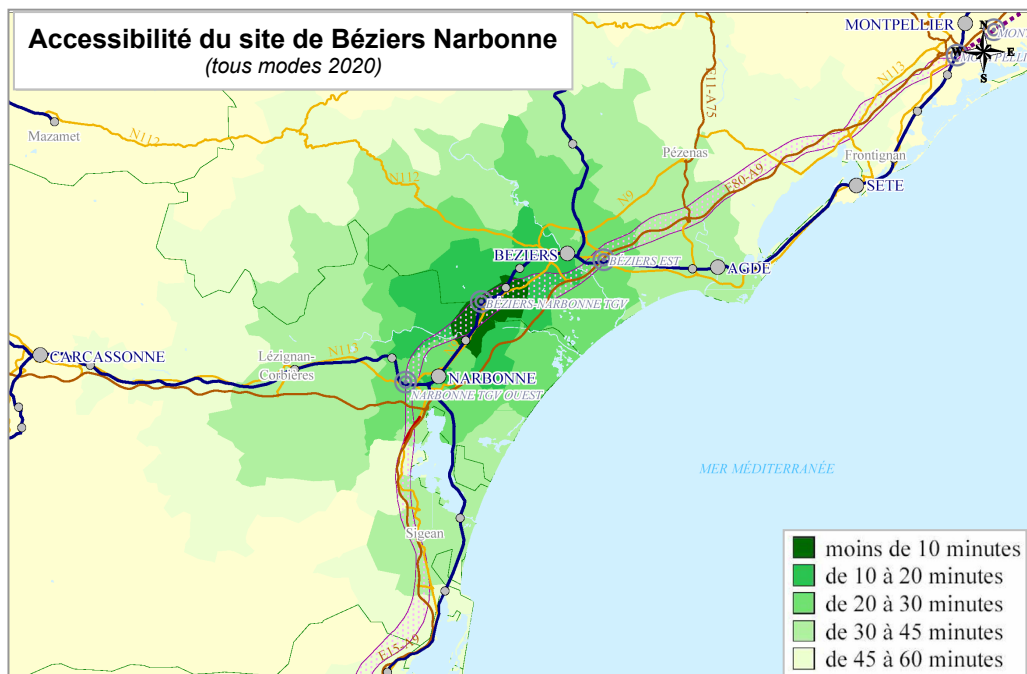 Accessibilité du site de Béziers Narbonne
(tous modes 2020)
MONTPELLIER
N
W
E
S
N113
E11-A75
Mazamet
N112
Pézenas
Frontignan
E80-A9
SETE
N112
N9
BEZIERS
BEZIERS EST
AGDE
BEZIERS-NARBONNE TGV
CARCASSONNE
Lézignan-
Corbières
N113
NARBONNE
NARBONNE TGV OUEST
MER MÉDITERRANÉE
Sigean
E15-A9
moins de 10 minutes
de 10 à 20 minutes
de 20 à 30 minutes
de 30 à 45 minutes
de 45 à 60 minutes